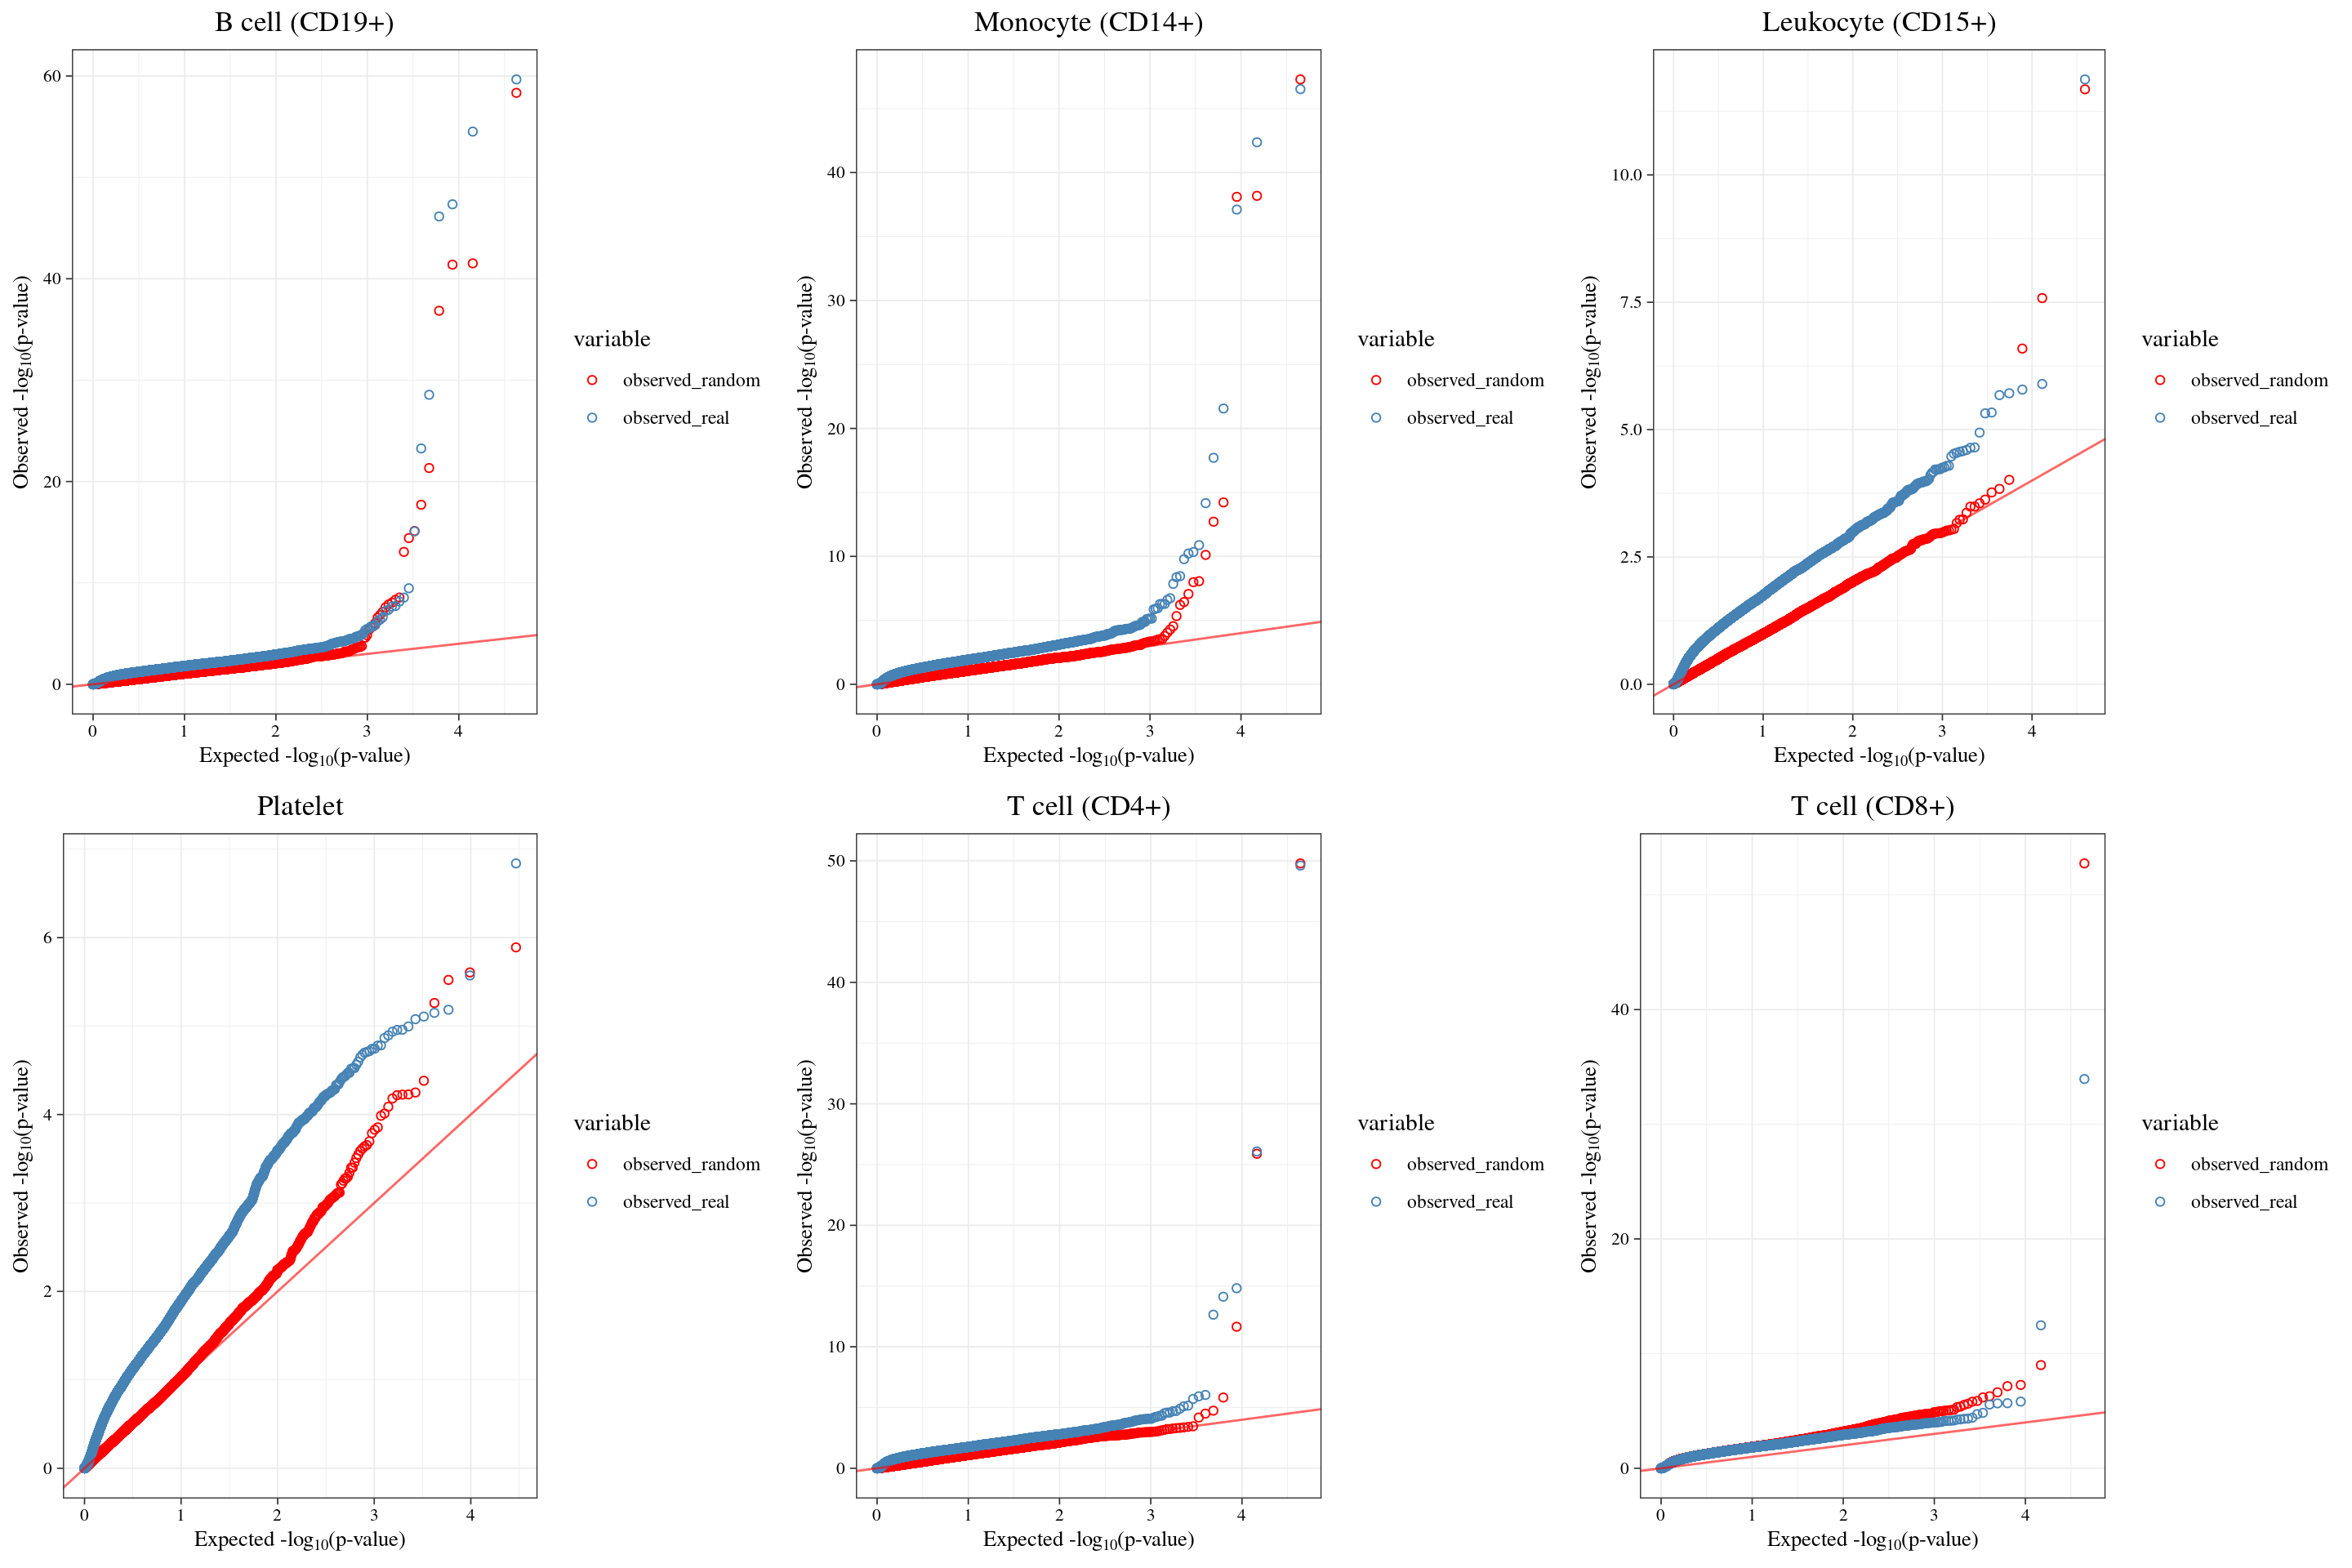 B cell (CD19+)
60
40
20
0
0 1 2 3 4
Expected -log10(p-value)
Observed -log10(p-value)
variable
observed_random
observed_real
Monocyte (CD14+)
40
30
20
10
0
0 1 2 3 4
Expected -log10(p-value)
Observed -log10(p-value)
variable
observed_random
observed_real
Leukocyte (CD15+)
10.0
7.5
5.0
2.5
0.0
0 1 2 3 4
Expected -log10(p-value)
Observed -log10(p-value)
variable
observed_random
observed_real
Platelet
6
4
2
0
0 1 2 3 4
Expected -log10(p-value)
Observed -log10(p-value)
variable
observed_random
observed_real
T cell (CD4+)
50
40
30
20
10
0
0 1 2 3 4
Expected -log10(p-value)
Observed -log10(p-value)
variable
observed_random
observed_real
T cell (CD8+)
40
20
0
0 1 2 3 4
Expected -log10(p-value)
Observed -log10(p-value)
variable
observed_random
observed_real